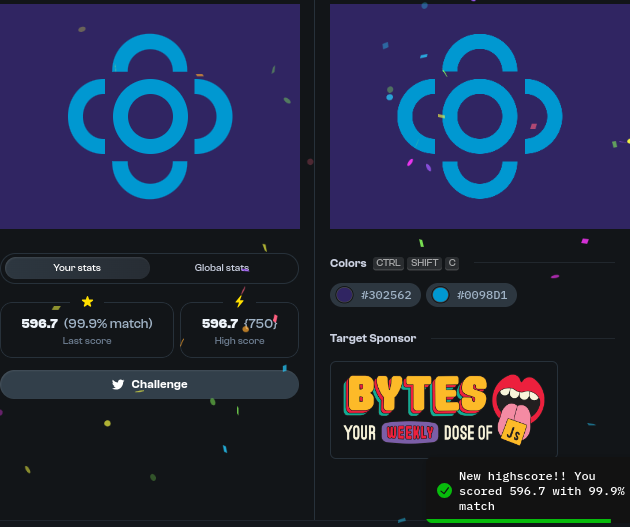 Your stats
Global stats
596.7 (99.9% match)
Last score
596.7 {750}
High score
Challenge
Colors CTRL SHIFT C
#302562
#0098D1
Target Sponsor
BYTES
YOUR WEEKLY DOSE OF JS
New highscore!! You
scored 596.7 with 99.9%
match